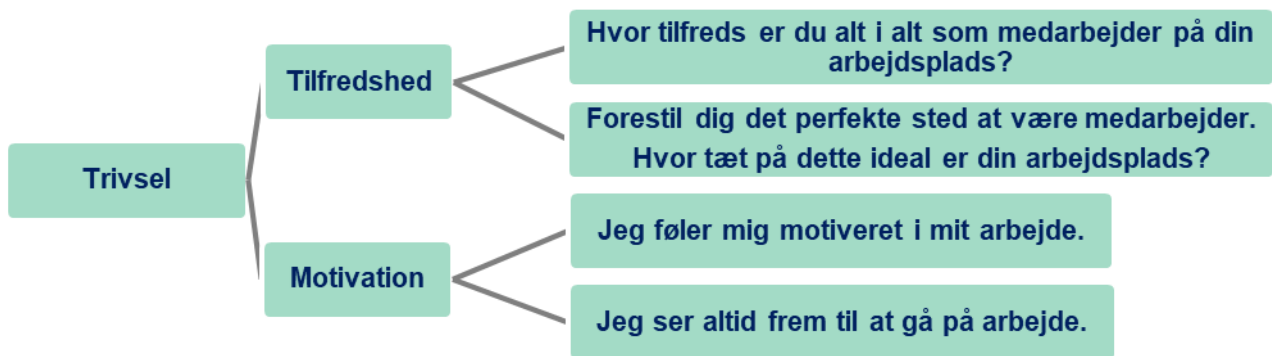 Hvor tilfreds er du alt i alt som medarbejder på din
arbejdsplads?
Tilfredshed
Forestil dig det perfekte sted at være medarbejder.
Hvor tæt på dette ideal er din arbejdsplads?
Trivsel
Jeg føler mig motiveret i mit arbejde.
Motivation
Jeg ser altid frem til at gå på arbejde.